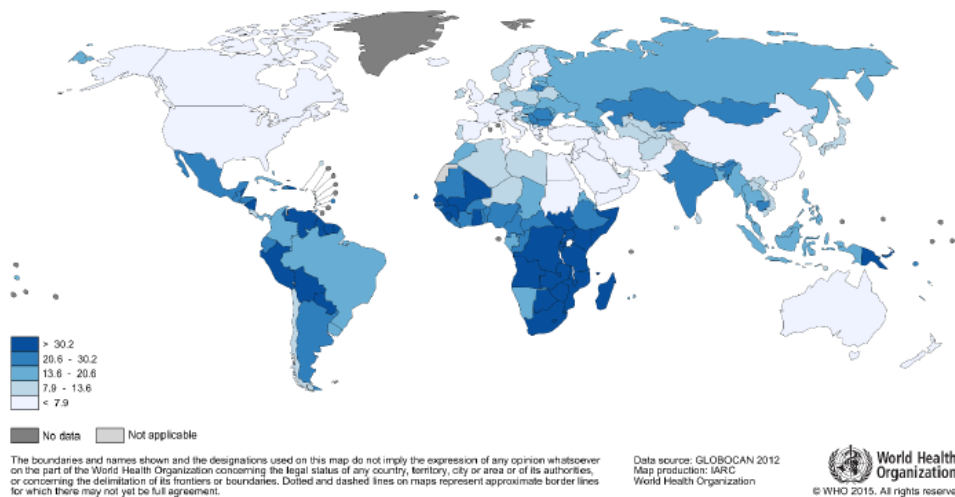 > 30.2
20.6 - 30.2
13.6 - 20.6
7.9 - 13.6
< 7.9
No data
Not applicable
The boundaries and names shown and the designations used on this map do not imply the expression of any opinion whatsoever
on the part of the World Health Organization concerning the legal status of any country, territory, city or area or of its authorities,
or concerning the delimitation of its frontiers or boundaries. Dotted and dashed lines on maps represent approximate border lines
for which there may not yet be full agreement.
Data source: GLOBOCAN 2012
Map production: IARC
World Health Organization
World Health
Organization
© WHO 2015. All rights reserve